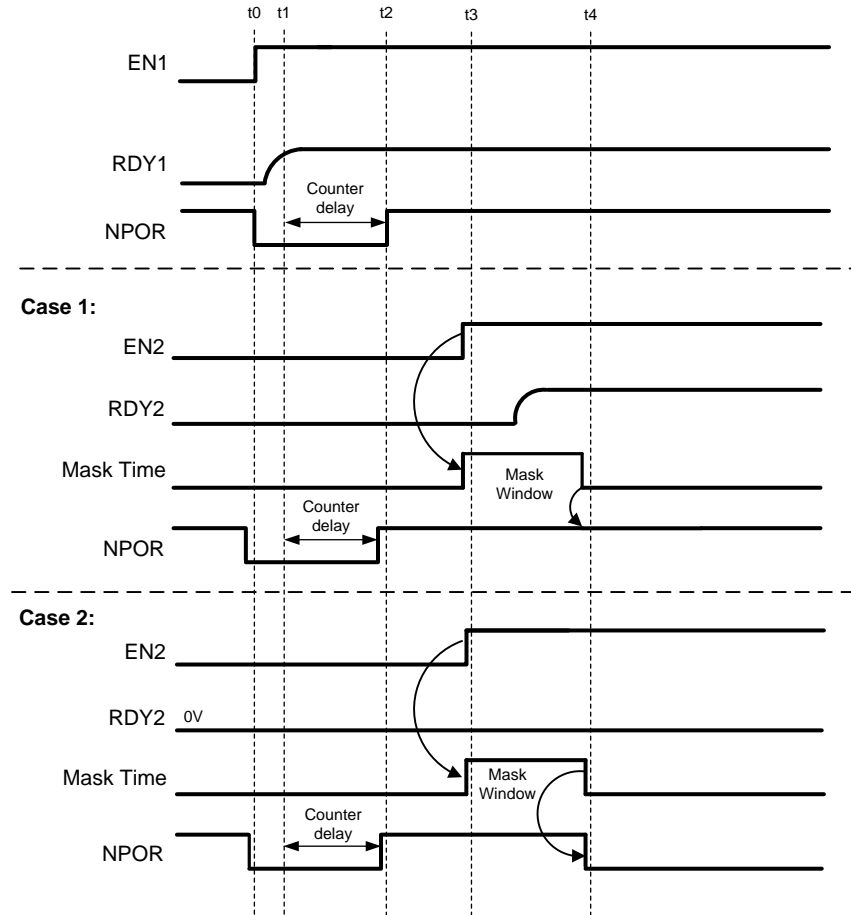 t0 t1 t2 t3 t4
EN1
RDY1
Counter
delay
NPOR
Case 1:
EN2
RDY2
Mask Time
Mask
Window
Counter
delay
NPOR
Case 2:
EN2
RDY2 0V
Mask Time
Mask
Window
Counter
delay
NPOR